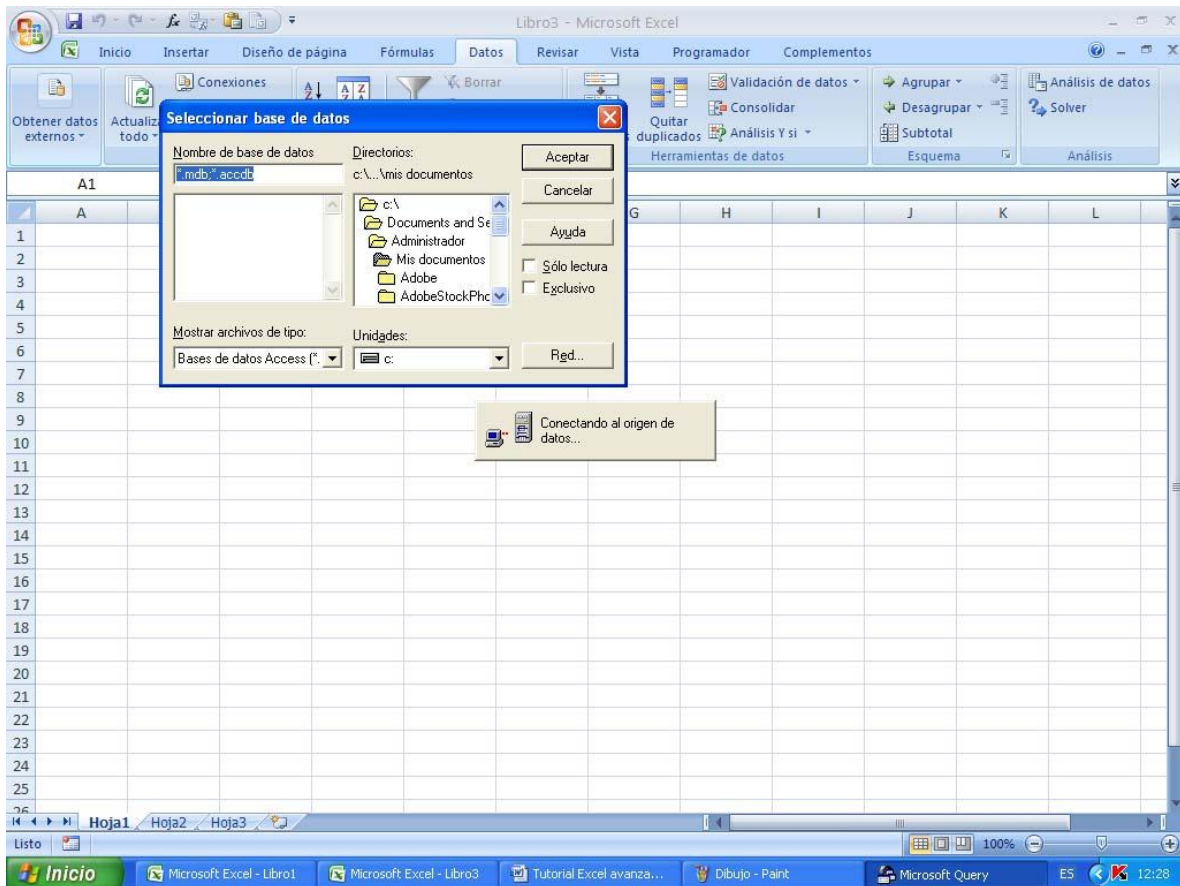 Libro3 - Microsoft Excel
Inicio Insertar Diseño de página Fórmulas Datos Revisar Vista Programador Complementos
Conexiones Borrar Validación de datos Agrupar Análisis de datos
Obtener datos externos Actualiz todo Quitar duplicados Consolidar Desagrupar Solver
Análisis Y si Subtotal
Herramientas de datos Esquema Análisis
Seleccionar base de datos
Nombre de base de datos Directorios: Aceptar
*.mdb;*.accdb c:\...\mis documentos Cancelar
c:\
Documents and Se
Ayuda
Administrador
Mis documentos
Sólo lectura
Adobe
Exclusivo
AdobeStockPhc
Mostrar archivos de tipo: Unidades:
Bases de datos Access (*. c: Red...
Conectando al origen de
datos...
A1
A G H I J K L
1
2
3
4
5
6
7
8
9
10
11
12
13
14
15
16
17
18
19
20
21
22
23
24
25
26
Hoja1 Hoja2 Hoja3
Listo 100%
Inicio Microsoft Excel - Libro1 Microsoft Excel - Libro3 Tutorial Excel avanza... Dibujo - Paint Microsoft Query ES 12:28